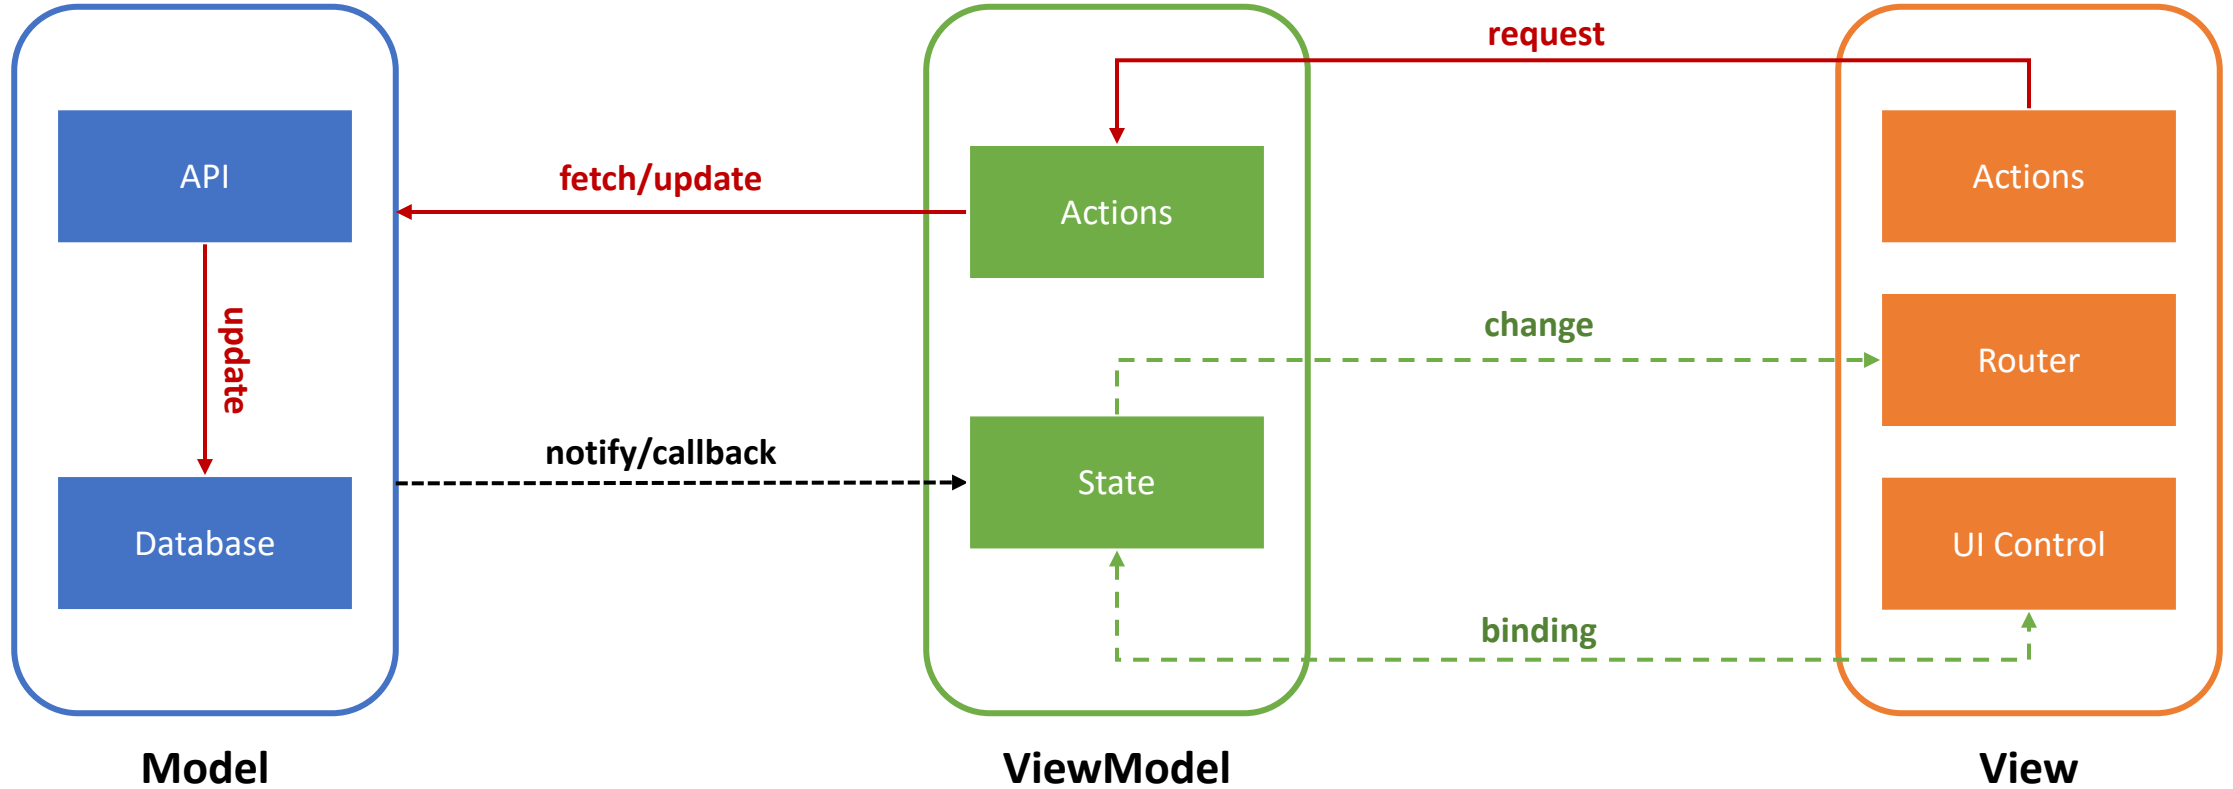 request
API
fetch/update
Actions
Actions
update
change
Router
notify/callback
State
Database
UI Control
binding
Model
ViewModel
View